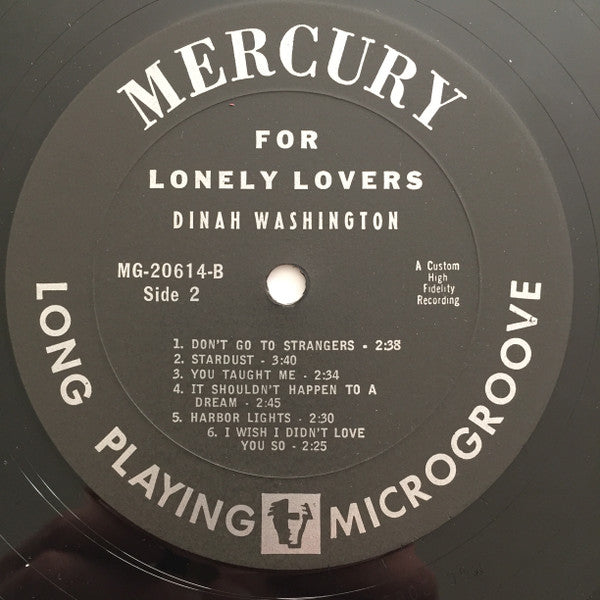 MERCURY
FOR
LONELY LOVERS
DINAH WASHINGTON
MG-20614-B
Side 2
A Custom
High
Fidelity
Recording
1. DON'T GO TO STRANGERS - 2:38
2. STARDUST - 3:40
3. YOU TAUGHT ME - 2:34
4. IT SHOULDN'T HAPPEN TO A
DREAM - 2:45
5. HARBOR LIGHTS - 2:30
6. I WISH I DIDN'T LOVE
YOU SO - 2:25
LONG PLAYING MICROGROOVE